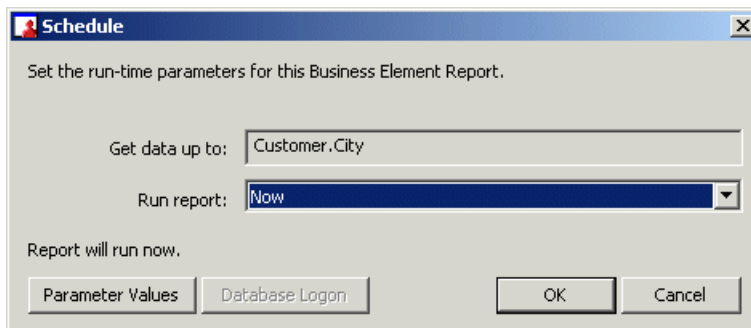 Schedule
Set the run-time parameters for this Business Element Report.
Get data up to: Customer.City
Run report: Now
Report will run now.
Parameter Values Database Logon OK Cancel